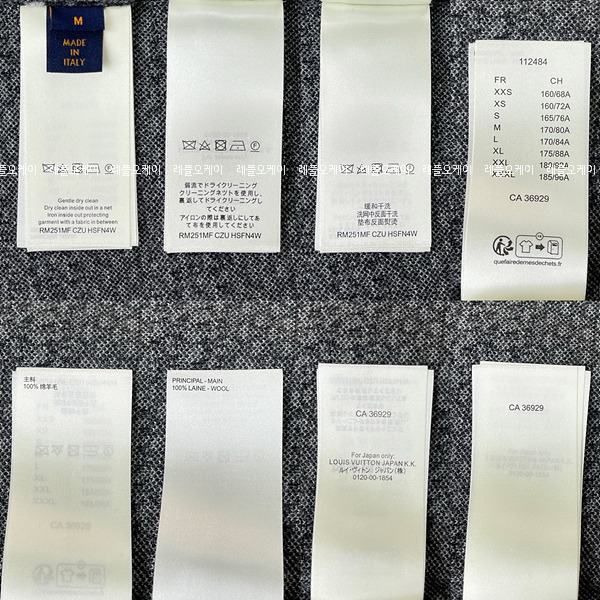 M
MADE
IN
ITALY
레플오케이 레플오케이 레플오케이 레플오케이
Gentle dry clean
Dry clean inside out in a net
Iron inside out protecting
garment with a fabric in between
RM251MF CZU HSFN4W
弱流でドライクリーニング
クリーニングネットを使用し、
裏返してドライクリーニングし
てください
アイロンの際は裏返しにしてあ
て布を使用してください
RM251MF CZU HSFN4W
缓和干洗
洗网中反面干洗
垫布反面熨烫
RM251MF CZU HSFN4W
112484
FR CH
XXS 160/68A
XS 160/72A
S 165/76A
M 170/80A
L 170/84A
XL 175/88A
XXL 180/92A
XXXL 185/96A
CA 36929
quefairedemesdechets.fr
主料
100% 绵羊毛
PRINCIPAL - MAIN
100% LAINE - WOOL
CA 36929
For Japan only:
LOUIS VUITTON JAPAN K.K.
ルイ・ヴィトン ジャパン(株)
0120-00-1854
CA 36929